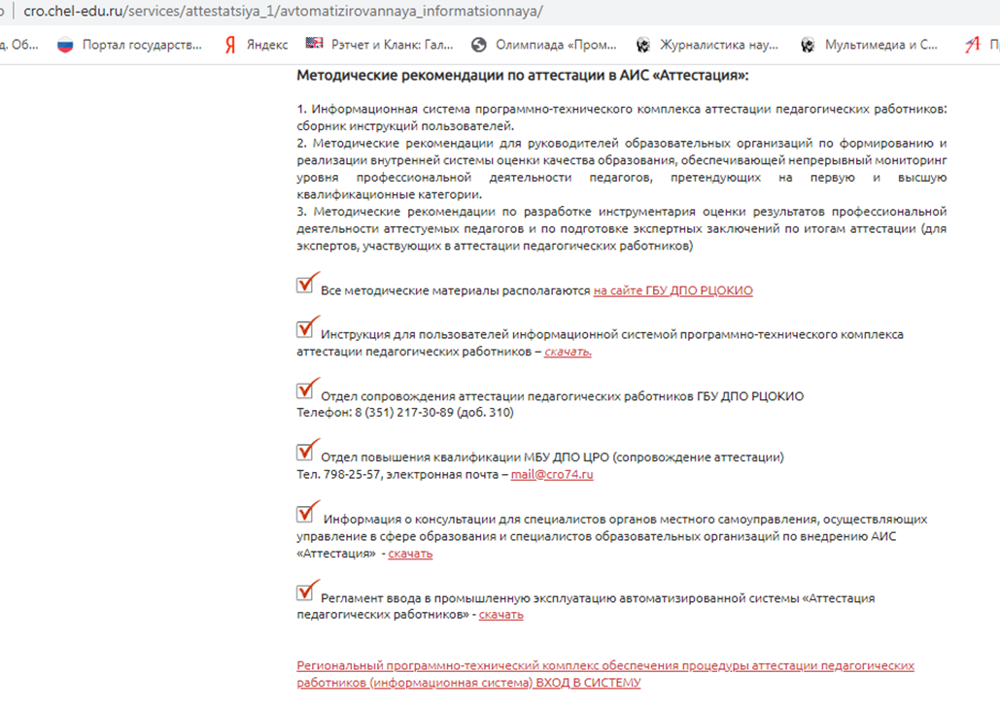 cro.chel-edu.ru/services/attestatsiya_1/avtomatizirovannaya_informatsionnaya/
д. Об... Портал государств... Яндекс Рэтчет и Кланк: Гал... Олимпиада «Пром... Журналистика нау... Мультимедиа и С...
Методические рекомендации по аттестации в АИС «Аттестация»:
1. Информационная система программно-технического комплекса аттестации педагогических работников:
сборник инструкций пользователей.
2. Методические рекомендации для руководителей образовательных организаций по формированию и
реализации внутренней системы оценки качества образования, обеспечивающей непрерывный мониторинг
уровня профессиональной деятельности педагогов, претендующих на первую и высшую
квалификационные категории.
3. Методические рекомендации по разработке инструментария оценки результатов профессиональной
деятельности аттестуемых педагогов и по подготовке экспертных заключений по итогам аттестации (для
экспертов, участвующих в аттестации педагогических работников)
Все методические материалы располагаются на сайте ГБУ ДПО РЦОКИО
Инструкция для пользователей информационной системой программно-технического комплекса
аттестации педагогических работников – скачать.
Отдел сопровождения аттестации педагогических работников ГБУ ДПО РЦОКИО
Телефон: 8 (351) 217-30-89 (доб. 310)
Отдел повышения квалификации МБУ ДПО ЦРО (сопровождение аттестации)
Тел. 798-25-57, электронная почта – mail@cro74.ru
Информация о консультации для специалистов органов местного самоуправления, осуществляющих
управление в сфере образования и специалистов образовательных организаций по внедрению АИС
«Аттестация» - скачать
Регламент ввода в промышленную эксплуатацию автоматизированной системы «Аттестация
педагогических работников» - скачать
Региональный программно-технический комплекс обеспечения процедуры аттестации педагогических
работников (информационная система) ВХОД В СИСТЕМУ